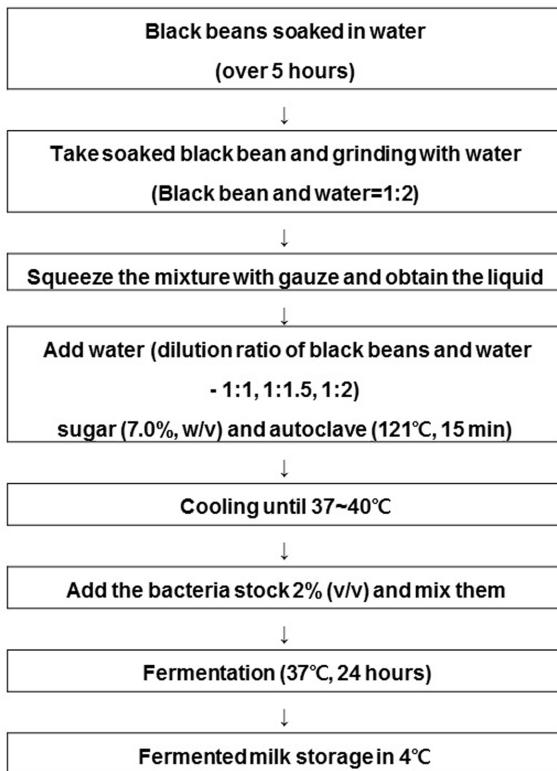 Black beans soaked in water
(over 5 hours)
↓
Take soaked black bean and grinding with water
(Black bean and water=1:2)
↓
Squeeze the mixture with gauze and obtain the liquid
↓
Add water (dilution ratio of black beans and water
- 1:1, 1:1.5, 1:2)
sugar (7.0%, w/v) and autoclave (121℃, 15 min)
↓
Cooling until 37~40℃
↓
Add the bacteria stock 2% (v/v) and mix them
↓
Fermentation (37℃, 24 hours)
↓
Fermented milk storage in 4℃